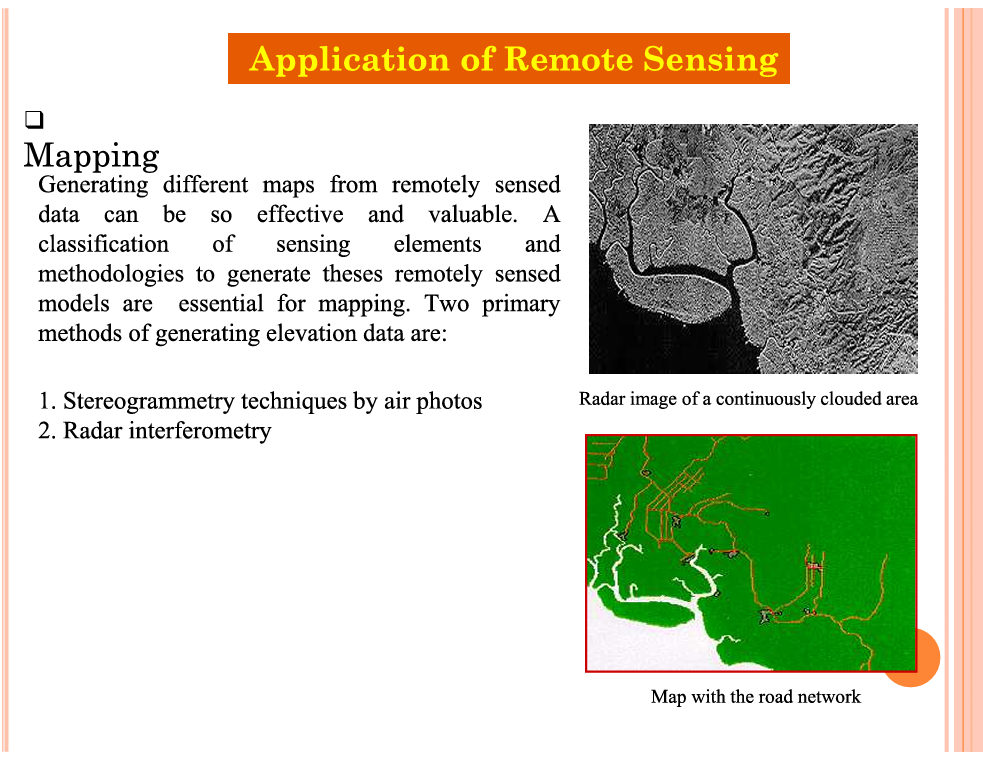 Application of Remote Sensing
❑
Mapping
Generating different maps from remotely sensed
data can be so effective and valuable. A
classification of sensing elements and
methodologies to generate theses remotely sensed
models are essential for mapping. Two primary
methods of generating elevation data are:
1. Stereogrammetry techniques by air photos
2. Radar interferometry
Radar image of a continuously clouded area
Map with the road network